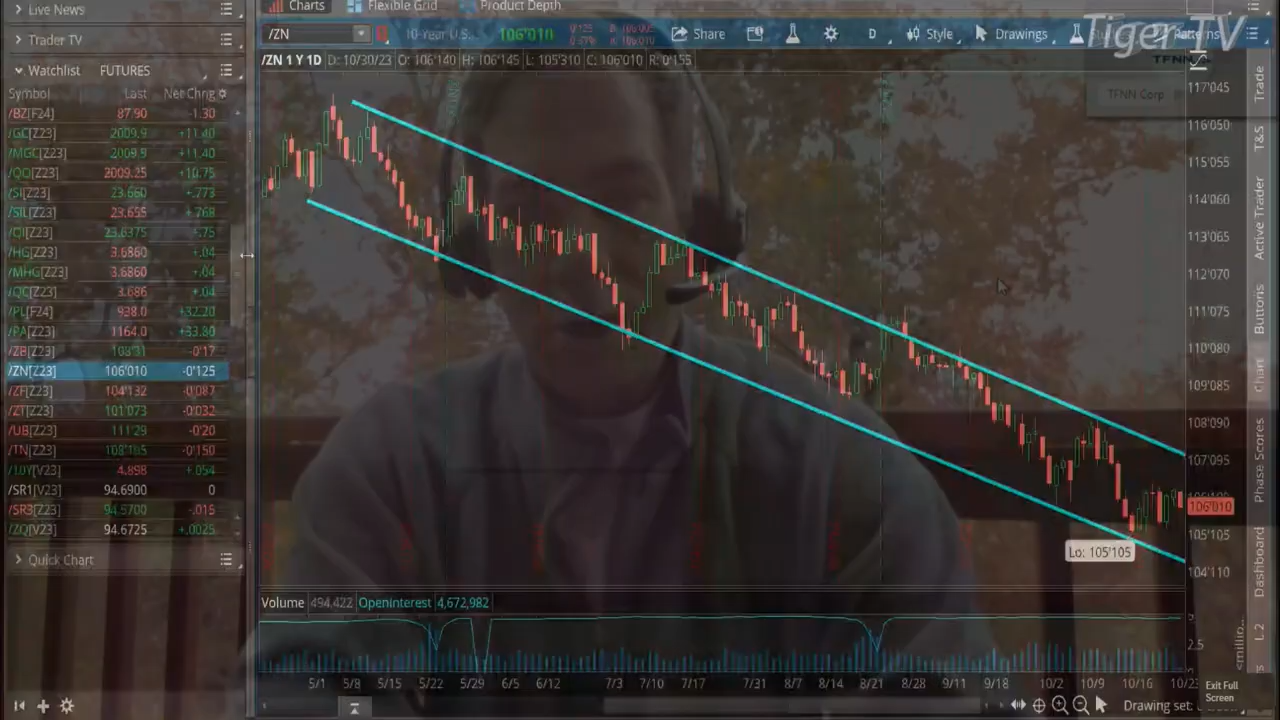 Live News
Trader TV
Watchlist FUTURES
Symbol Last Net Chng
/BZ[F24] 87.90 -1.30
/GC[Z23] 2009.9 +11.40
/MGC[Z23] 2009.9 +11.40
/QO[Z23] 2009.25 +10.75
/SI[Z23] 23.660 +.773
/SIL[Z23] 23.655 +.768
/QI[Z23] 23.6375 +.75
/HG[Z23] 3.6860 +.04
/MHG[Z23] 3.6860 +.04
/QC[Z23] 3.686 +.04
/PL[F24] 938.0 +32.20
/PA[Z23] 1164.0 +33.80
/ZB[Z23] 108'31 -0'17
/ZN[Z23] 106'010 -0'125
/ZF[Z23] 104'132 -0'087
/ZT[Z23] 101'073 -0'032
/UB[Z23] 111'29 -0'20
/TN[Z23] 108'165 -0'150
/10Y[V23] 4.898 +.054
/SR1[V23] 94.6900 0
/SR3[Z23] 94.5700 -.015
/ZQ[V23] 94.6725 +.0025
Quick Chart
Charts Flexible Grid Product Depth
/ZN 10-Year U.S... 106'010 Share D Style Drawings Patterns
Tiger TV
TFNN
TFNN Corp
/ZN 1 Y 1D D: 10/30/23 O: 106'140 H: 106'145 L: 105'310 C: 106'010 R: 0'155
117'045
116'050
115'055
114'060
113'065
112'070
111'075
110'080
109'085
108'090
107'095
106'010
105'105
104'110
Lo: 105'105
Volume 494,422 Openinterest 4,672,982
2.5
<millio...
5/1 5/8 5/15 5/22 5/29 6/5 6/12 7/3 7/10 7/17 7/31 8/7 8/14 8/21 8/28 9/11 9/18 10/2 10/9 10/16 10/23
Drawing set:
Exit Full
Screen
Trade
T&S
Active Trader
Buttons
Chart
Phase Scores
Dashboard
L 2